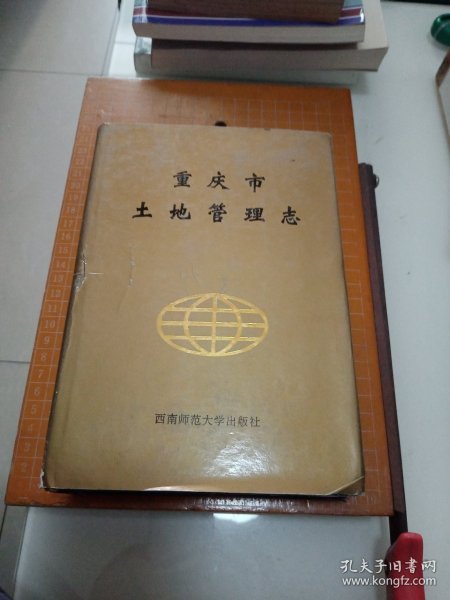 重庆市
土地管理志
西南师范大学出版社
孔夫子旧书网
www.kongfz.com